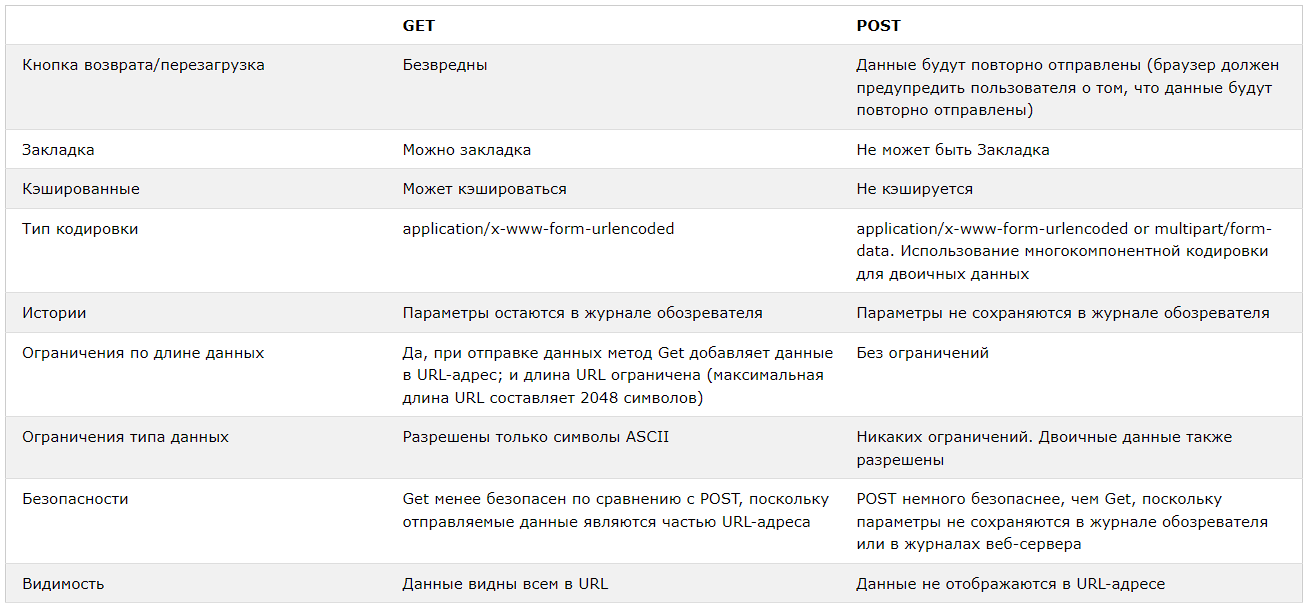 GET POST
Кнопка возврата/перезагрузка Безвредны Данные будут повторно отправлены (браузер должен
предупредить пользователя о том, что данные будут
повторно отправлены)
Закладка Можно закладка Не может быть Закладка
Кэшированные Может кэшироваться Не кэшируется
Тип кодировки application/x-www-form-urlencoded application/x-www-form-urlencoded or multipart/form-
data. Использование многокомпонентной кодировки
для двоичных данных
Истории Параметры остаются в журнале обозревателя Параметры не сохраняются в журнале обозревателя
Ограничения по длине данных Да, при отправке данных метод Get добавляет данные Без ограничений
в URL-адрес; и длина URL ограничена (максимальная
длина URL составляет 2048 символов)
Ограничения типа данных Разрешены только символы ASCII Никаких ограничений. Двоичные данные также
разрешены
Безопасности Get менее безопасен по сравнению с POST, поскольку POST немного безопаснее, чем Get, поскольку
отправляемые данные являются частью URL-адреса параметры не сохраняются в журнале обозревателя
или в журналах веб-сервера
Видимость Данные видны всем в URL Данные не отображаются в URL-адресе